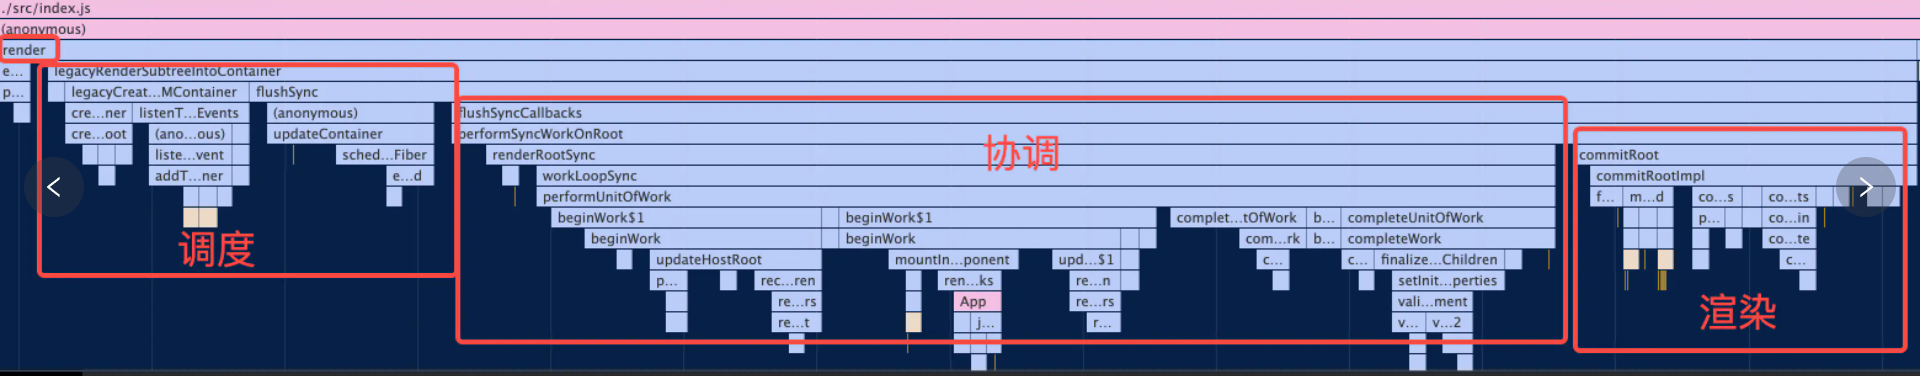 ./src/index.js
(anonymous)
render
e... legacyRenderSubtreeIntoContainer
p... legacyCreat...MContainer flushSync
cre...ner listenT...Events (anonymous) flushSyncCallbacks
cre...oot (ano...ous) updateContainer performSyncWorkOnRoot
liste...vent sched...Fiber renderRootSync 协调 commitRoot
addT...ner e...d workLoopSync commitRootImpl
performUnitOfWork f... m...d co...s co...ts
beginWork$1 beginWork$1 complet...tOfWork b... completeUnitOfWork p... co...in
调度 beginWork beginWork com...rk b... completeWork co...te
updateHostRoot mountIn...ponent upd...$1 c... c... finalize...Children c...
p... rec...ren ren...ks re...n setInit...perties
re...rs App re...rs vali...ment 渲染
re...t j... r... v... v...2